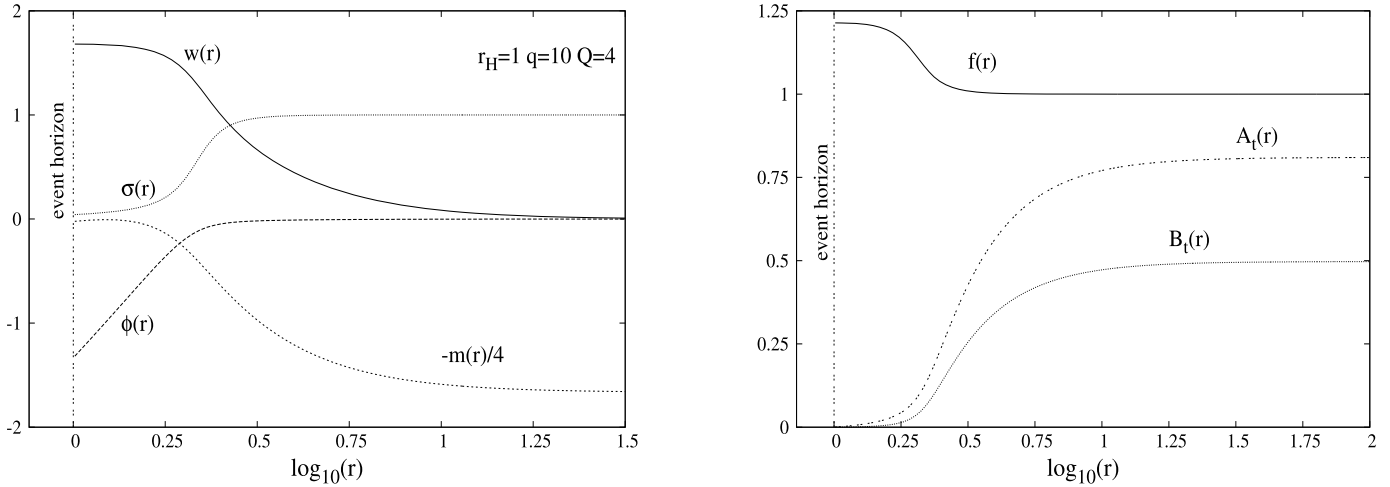 2
w(r)
r_H=1 q=10 Q=4
1
event horizon
σ(r)
0
ϕ(r)
-1
-m(r)/4
-2
0 0.25 0.5 0.75 1 1.25 1.5
log_10(r)
1.25
f(r)
1
A_t(r)
0.75
event horizon
B_t(r)
0.5
0.25
0
0 0.25 0.5 0.75 1 1.25 1.5 1.75 2
log_10(r)